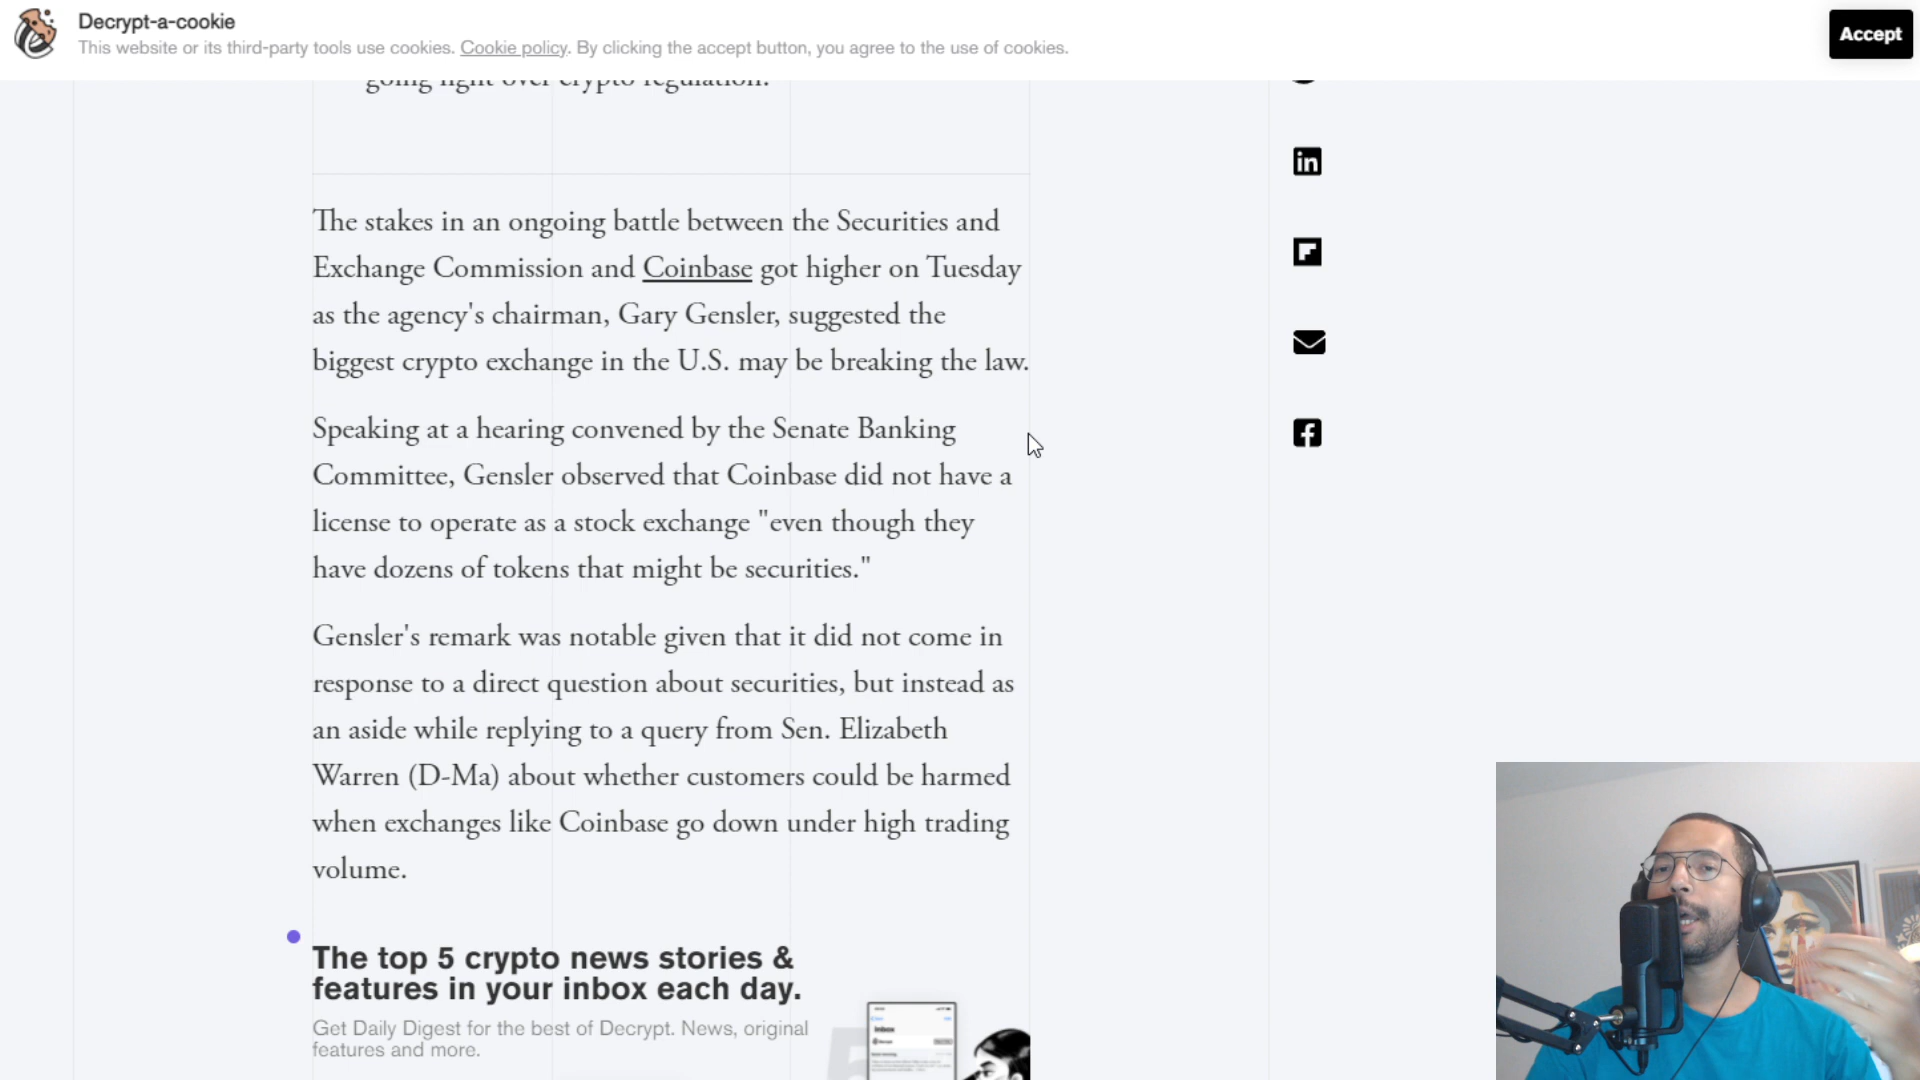 Decrypt-a-cookie
This website or its third-party tools use cookies. Cookie policy. By clicking the accept button, you agree to the use of cookies.
Accept
going fight over crypto regulation.
The stakes in an ongoing battle between the Securities and
Exchange Commission and Coinbase got higher on Tuesday
as the agency's chairman, Gary Gensler, suggested the
biggest crypto exchange in the U.S. may be breaking the law.
Speaking at a hearing convened by the Senate Banking
Committee, Gensler observed that Coinbase did not have a
license to operate as a stock exchange "even though they
have dozens of tokens that might be securities."
Gensler's remark was notable given that it did not come in
response to a direct question about securities, but instead as
an aside while replying to a query from Sen. Elizabeth
Warren (D-Ma) about whether customers could be harmed
when exchanges like Coinbase go down under high trading
volume.
The top 5 crypto news stories &
features in your inbox each day.
Get Daily Digest for the best of Decrypt. News, original
features and more.
Inbox